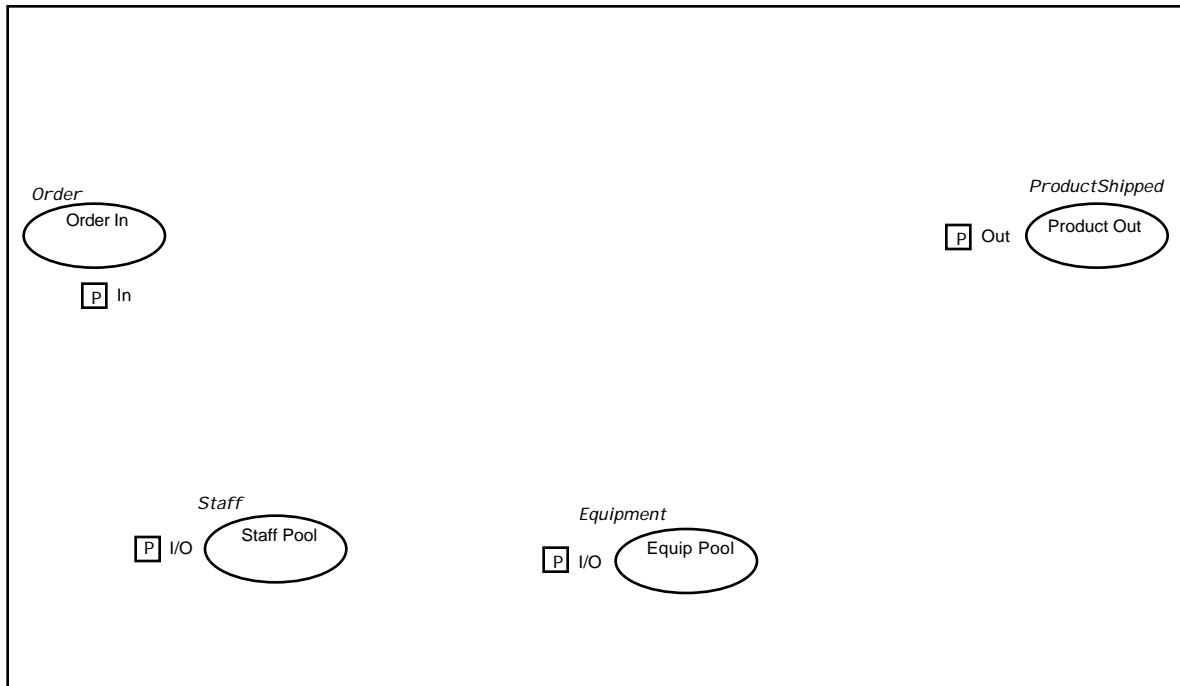 Order
Order In
P In
ProductShipped
P Out
Product Out
Staff
P I/O
Staff Pool
Equipment
P I/O
Equip Pool